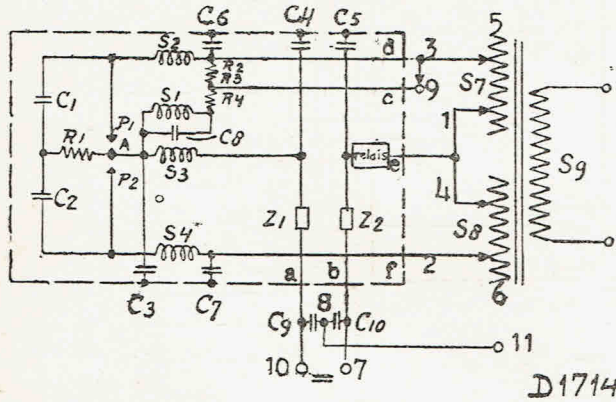 C6 C4 C5
5
S2 d 3
R2
R3
S7
C1 S1 R4 c 9
P1 1
R1 A C8 relais e S9
S3
P2 4
C2 S8
Z1 Z2
S4
a b f 2
6
C3 C7 8
C9 C10
11
10 = 7
D1714